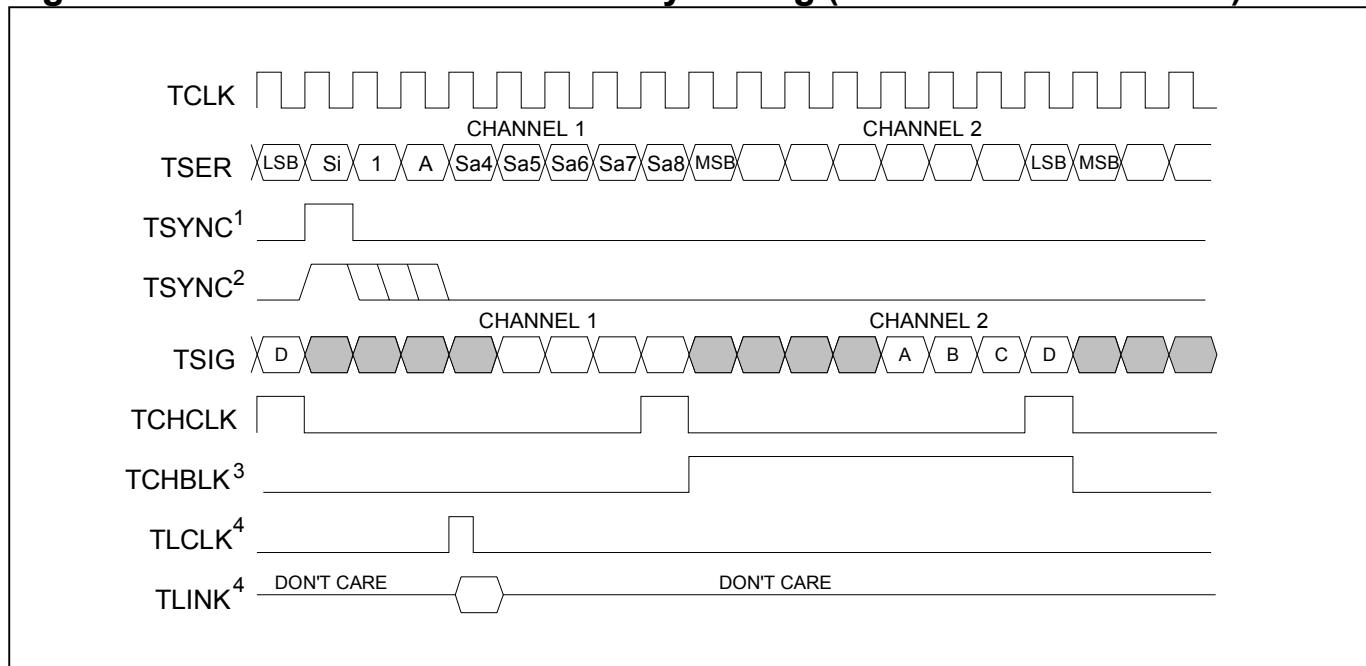 TCLK
CHANNEL 1 CHANNEL 2
TSER LSB Si 1 A Sa4 Sa5 Sa6 Sa7 Sa8 MSB LSB MSB
TSYNC1
TSYNC2
CHANNEL 1 CHANNEL 2
TSIG D A B C D
TCHCLK
TCHBLK3
TLCLK4
TLINK4 DON'T CARE DON'T CARE